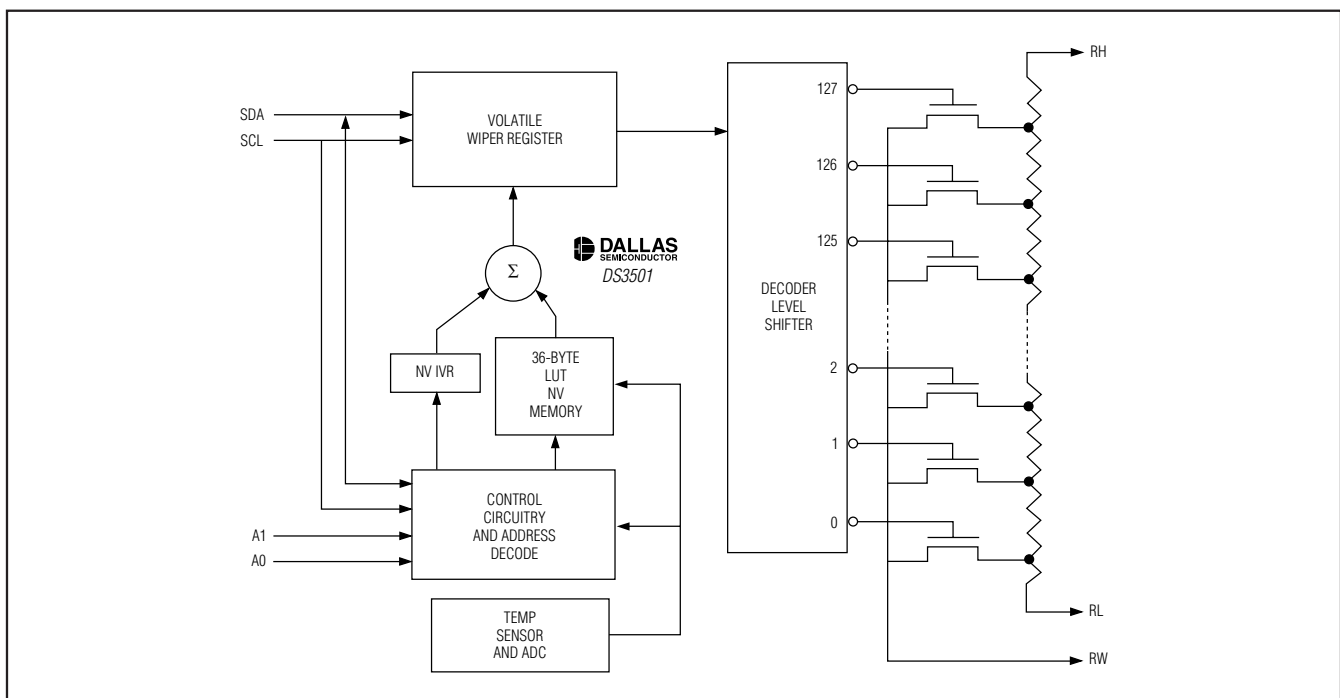 RH
127
SDA
VOLATILE
WIPER REGISTER
SCL
126
125
DALLAS
SEMICONDUCTOR
DS3501
Σ
DECODER
LEVEL
SHIFTER
NV IVR
36-BYTE
LUT
NV
MEMORY
2
1
CONTROL
CIRCUITRY
AND ADDRESS
DECODE
0
A1
A0
RL
TEMP
SENSOR
AND ADC
RW